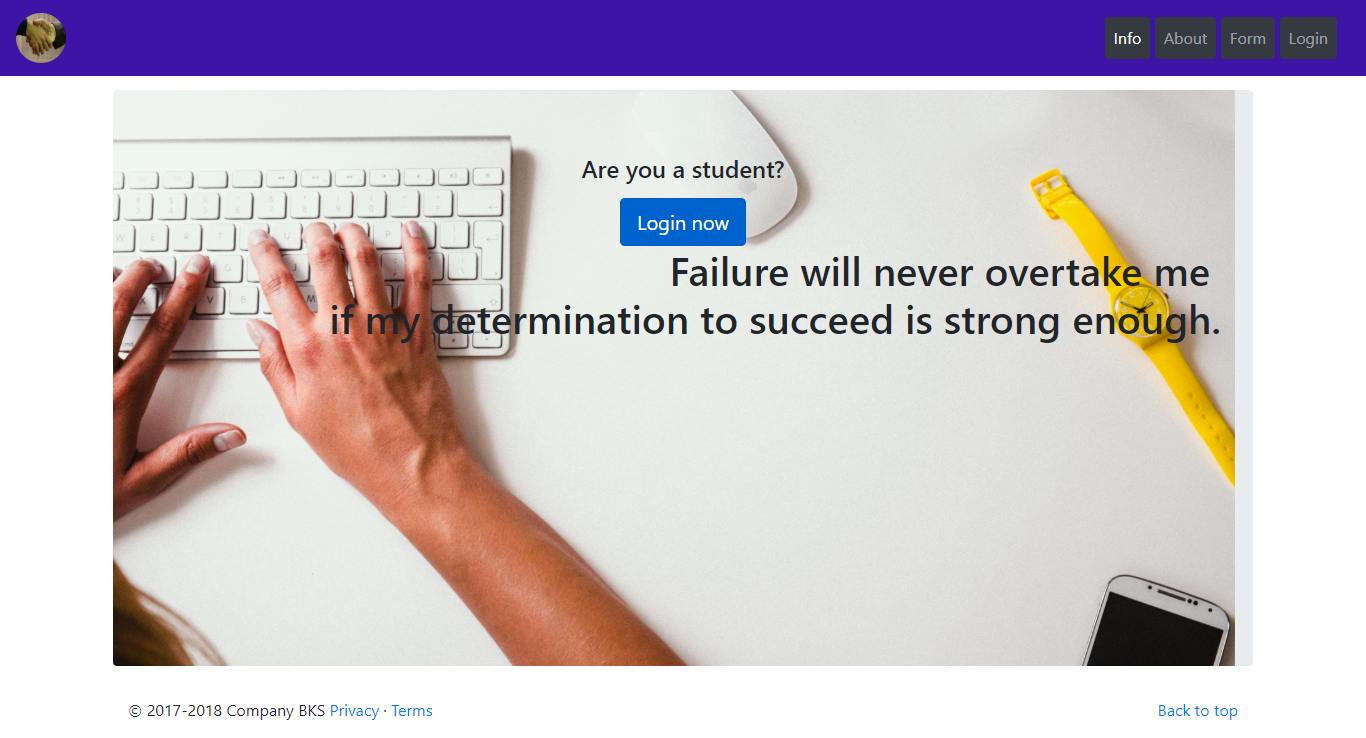 Info About Form Login
Are you a student?
Login now
Failure will never overtake me
if my determination to succeed is strong enough.
© 2017-2018 Company BKS Privacy · Terms
Back to top